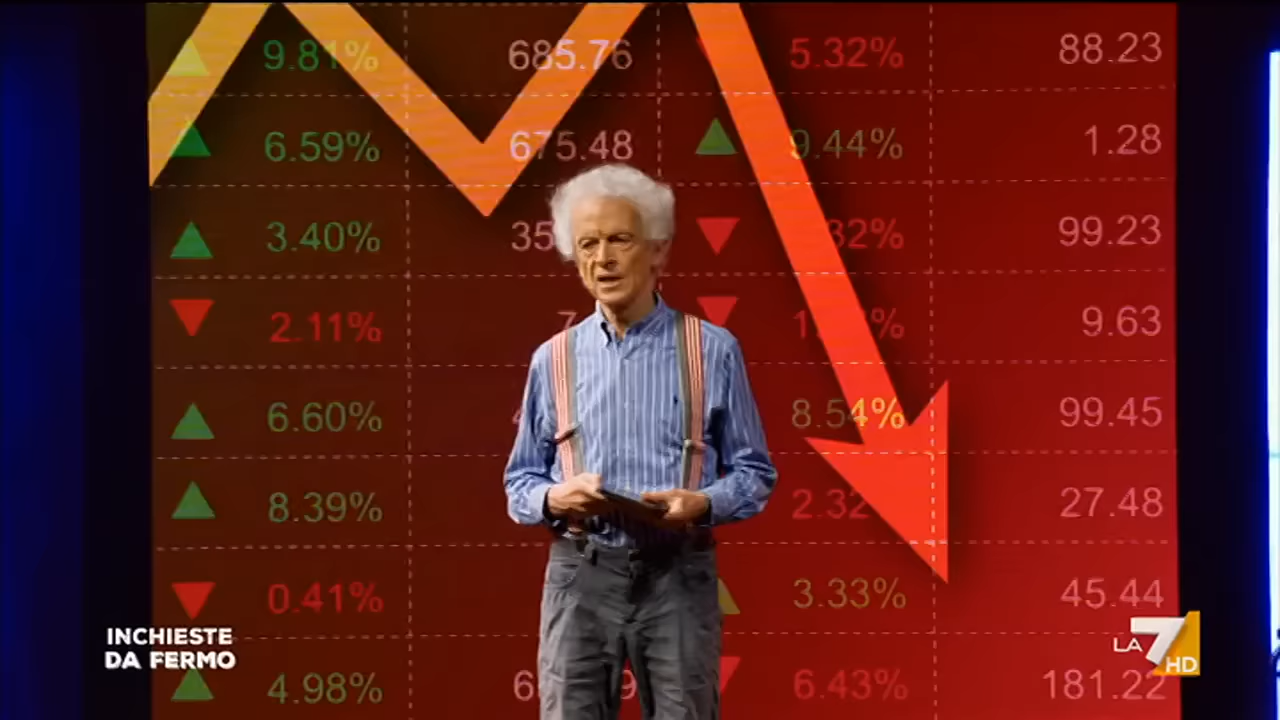 9.81% 685.76 5.32% 88.23
6.59% 675.48 9.44% 1.28
3.40% 99.23
2.11% 9.63
6.60% 8.54% 99.45
8.39% 2.32 27.48
0.41% 3.33% 45.44
4.98% 6.43% 181.22
INCHIESTE
DA FERMO
LA7
HD